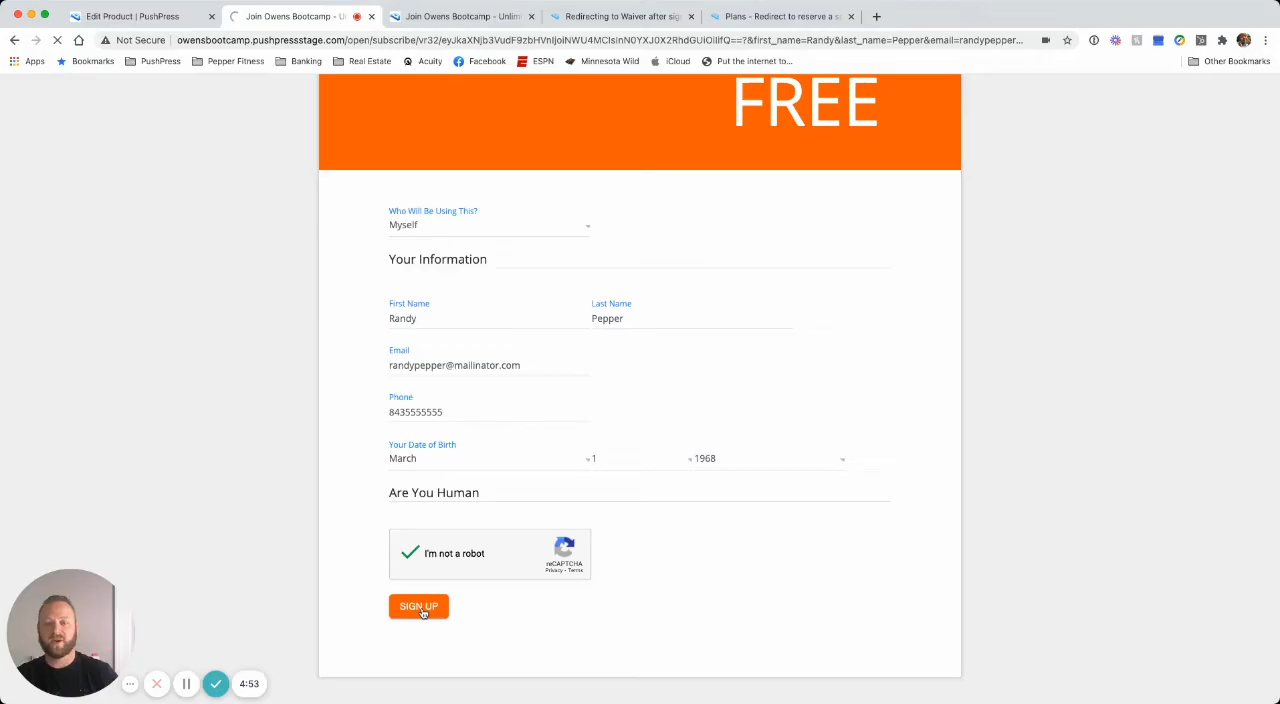 Edit Product | PushPress
Join Owens Bootcamp - Un
Join Owens Bootcamp - Unlimi
Redirecting to Waiver after sig
Plans - Redirect to reserve a s
Not Secure
owensbootcamp.pushpressstage.com/open/subscribe/vr32/eyJkaXNjb3VudF9zbHVnIjoiNWU4MCIsInN0YXJ0X2RhdGUiOiIifQ==?&first_name=Randy&last_name=Pepper&email=randypepper...
Apps
Bookmarks
PushPress
Pepper Fitness
Banking
Real Estate
Acuity
Facebook
ESPN
Minnesota Wild
iCloud
Put the internet to...
Other Bookmarks
FREE
Who Will Be Using This?
Myself
Your Information
First Name
Last Name
Randy
Pepper
Email
randypepper@mailinator.com
Phone
8435555555
Your Date of Birth
March
1
1968
Are You Human
I'm not a robot
reCAPTCHA
Privacy - Terms
SIGN UP
4:53